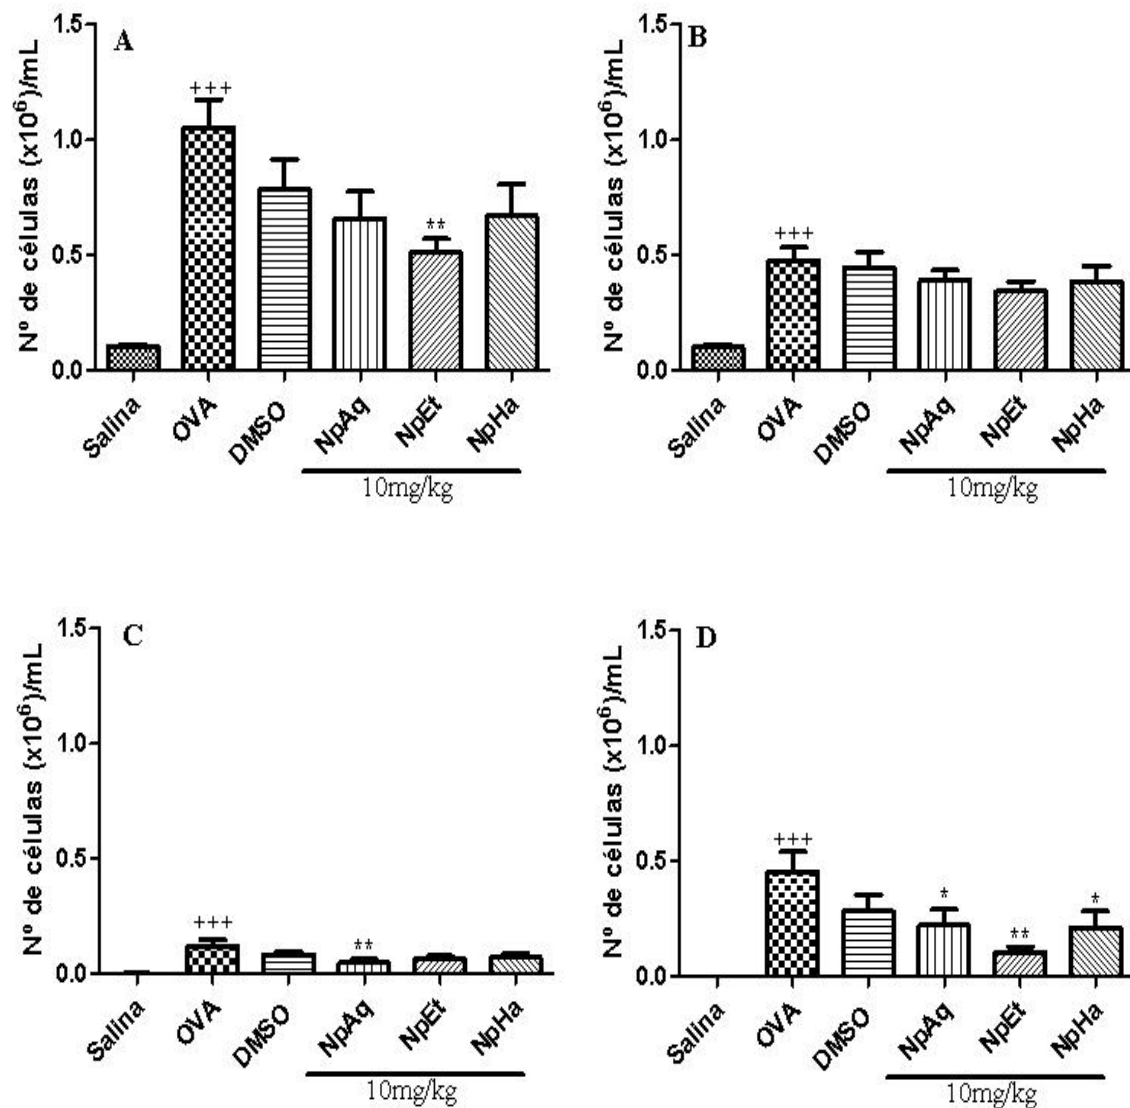 A
Nº de células (x10⁶)/mL
1.5
1.0
0.5
0.0
+++
**
Salina
OVA
DMSO
NpAq
NpEt
NpHa
10mg/kg
B
Nº de células (x10⁶)/mL
1.5
1.0
0.5
0.0
+++
Salina
OVA
DMSO
NpAq
NpEt
NpHa
10mg/kg
C
Nº de células (x10⁶)/mL
1.5
1.0
0.5
0.0
+++
**
Salina
OVA
DMSO
NpAq
NpEt
NpHa
10mg/kg
D
Nº de células (x10⁶)/mL
1.5
1.0
0.5
0.0
+++
*
**
*
Salina
OVA
DMSO
NpAq
NpEt
NpHa
10mg/kg